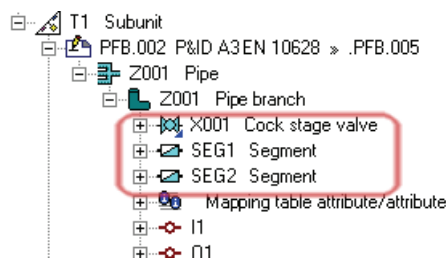 T1 Subunit
PFB.002 P&ID A3 EN 10628 » .PFB.005
Z001 Pipe
Z001 Pipe branch
X001 Cock stage valve
SEG1 Segment
SEG2 Segment
Mapping table attribute/attribute
I1
O1